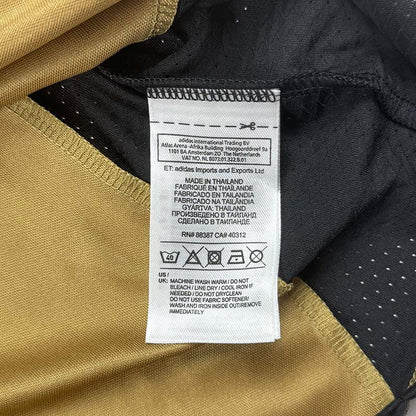 adidas International Trading BV
Atlas Arena -Afrika Building Hoogoorddreef 9a
1101 BA Amsterdam ZO The Netherlands
VAT NO. NL 8073.01.322.B.01
ET: adidas Imports and Exports Ltd
MADE IN THAILAND
FABRIQUÉ EN THAÏLANDE
FABRICADO EN TAILANDIA
FABRICADO NA TAILÂNDIA
GYÁRTVA: THAIFÖLD
ПРОИЗВЕДЕНО В ТАЙЛАНД
СДЕЛАНО В ТАИЛАНДЕ
RN# 88387 CA# 40312
US /
UK: MACHINE WASH WARM / DO NOT
BLEACH / LINE DRY / COOL IRON IF
NEEDED / DO NOT DRYCLEAN
DO NOT USE FABRIC SOFTENER/
WASH AND IRON INSIDE OUT/REMOVE
IMMEDIATELY